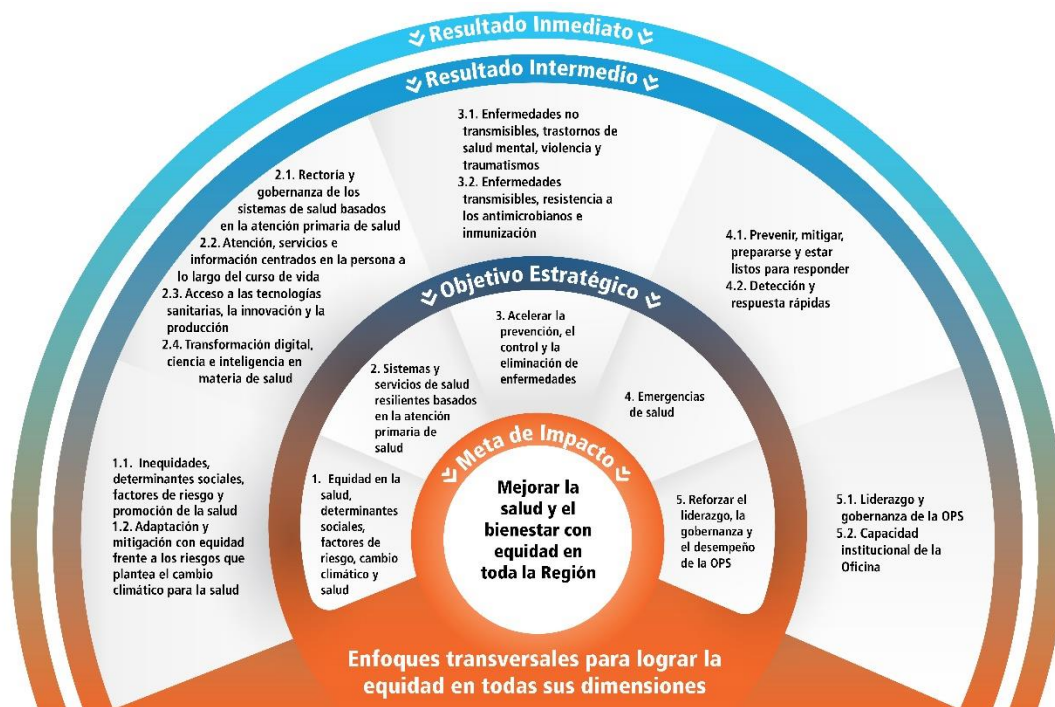 Resultado Inmediato
Resultado Intermedio
1.1. Inequidades,
determinantes sociales,
factores de riesgo y
promoción de la salud
1.2. Adaptación y
mitigación con equidad
frente a los riesgos que
plantea el cambio
climático para la salud
2.1. Rectoría y
gobernanza de los
sistemas de salud basados
en la atención primaria de salud
2.2. Atención, servicios e
información centrados en la persona a
lo largo del curso de vida
2.3. Acceso a las tecnologías
sanitarias, la innovación y la
producción
2.4. Transformación digital,
ciencia e inteligencia en
materia de salud
3.1. Enfermedades no
transmisibles, trastornos de
salud mental, violencia y
traumatismos
3.2. Enfermedades
transmisibles, resistencia a
los antimicrobianos e
inmunización
4.1. Prevenir, mitigar,
prepararse y estar
listos para responder
4.2. Detección y
respuesta rápidas
5.1. Liderazgo y
gobernanza de la OPS
5.2. Capacidad
institucional de la
Oficina
Objetivo Estratégico
1. Equidad en la
salud,
determinantes
sociales,
factores de
riesgo, cambio
climático y
salud
2. Sistemas y
servicios de salud
resilientes basados
en la atención
primaria de
salud
3. Acelerar la
prevención, el
control y la
eliminación de
enfermedades
4. Emergencias
de salud
5. Reforzar el
liderazgo, la
gobernanza y
el desempeño
de la OPS
Meta de Impacto
Mejorar la
salud y el
bienestar con
equidad en
toda la Región
Enfoques transversales para lograr la
equidad en todas sus dimensiones